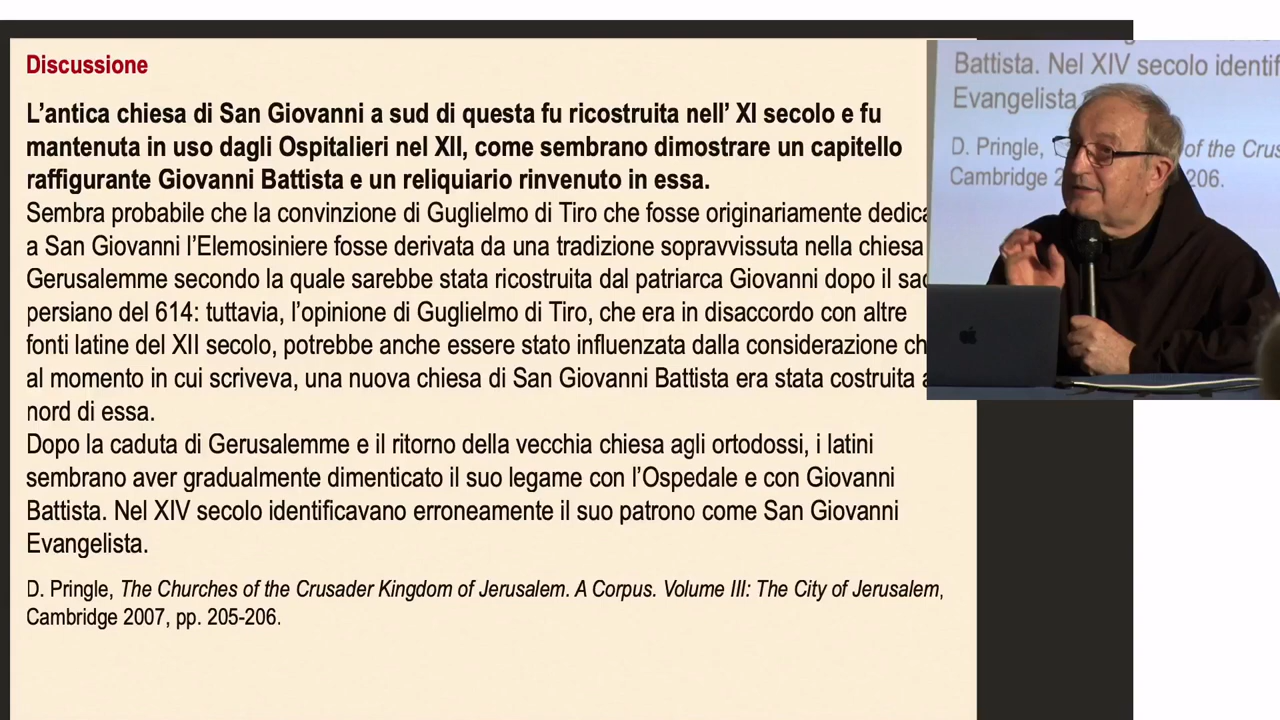 Discussione
L’antica chiesa di San Giovanni a sud di questa fu ricostruita nell’ XI secolo e fu
mantenuta in uso dagli Ospitalieri nel XII, come sembrano dimostrare un capitello
raffigurante Giovanni Battista e un reliquiario rinvenuto in essa.
Sembra probabile che la convinzione di Guglielmo di Tiro che fosse originariamente
a San Giovanni l’Elemosiniere fosse derivata da una tradizione sopravvissuta nella chiesa
Gerusalemme secondo la quale sarebbe stata ricostruita dal patriarca Giovanni dopo il
persiano del 614: tuttavia, l’opinione di Guglielmo di Tiro, che era in disaccordo con altre
fonti latine del XII secolo, potrebbe anche essere stato influenzata dalla considerazione
al momento in cui scriveva, una nuova chiesa di San Giovanni Battista era stata costruita
nord di essa.
Dopo la caduta di Gerusalemme e il ritorno della vecchia chiesa agli ortodossi, i latini
sembrano aver gradualmente dimenticato il suo legame con l’Ospedale e con Giovanni
Battista. Nel XIV secolo identificavano erroneamente il suo patrono come San Giovanni
Evangelista.
D. Pringle, The Churches of the Crusader Kingdom of Jerusalem. A Corpus. Volume III: The City of Jerusalem,
Cambridge 2007, pp. 205-206.
Battista. Nel XIV secolo
Evangelista
D. Pringle, of the
Cambridge 206.